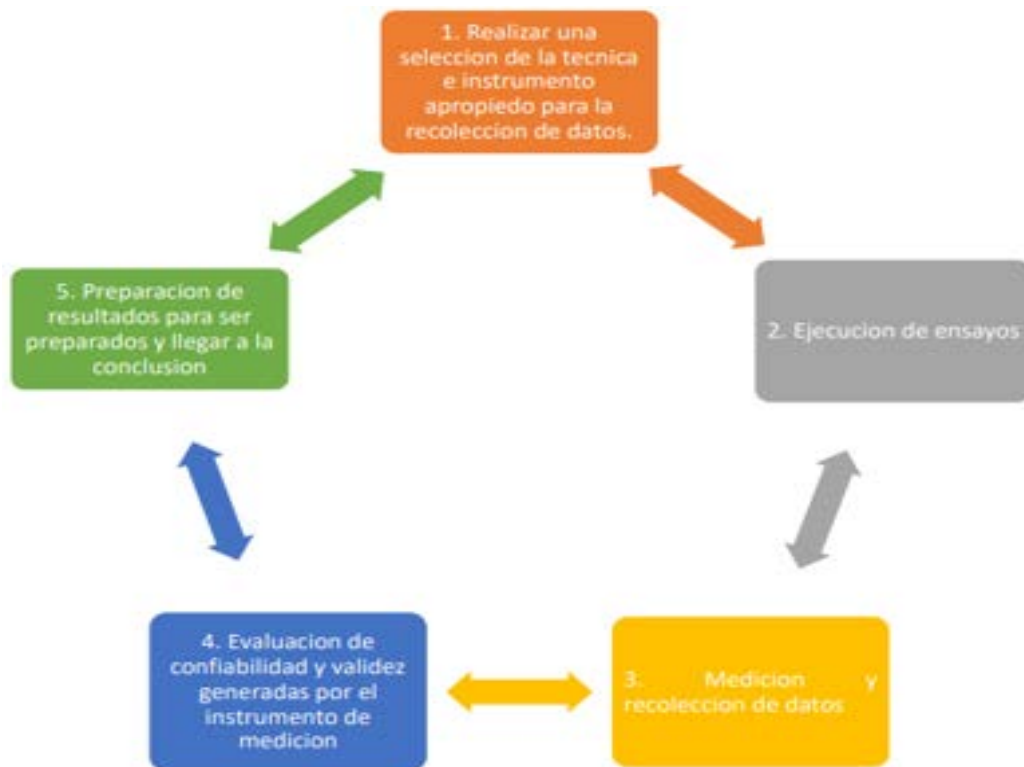 1. Realizar una
seleccion de la tecnica
e instrumento
apropiedo para la
recoleccion de datos.
2. Ejecucion de ensayos
3. Medicion y
recoleccion de datos
4. Evaluacion de
confiabilidad y validez
generadas por el
instrumento de
medicion
5. Preparacion de
resultados para ser
preparados y llegar a la
conclusion